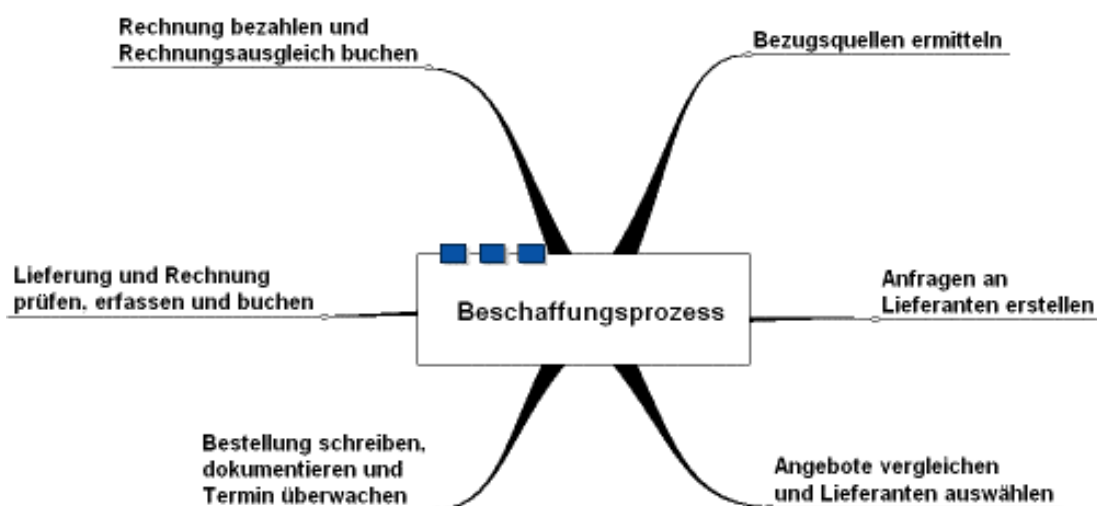 Rechnung bezahlen und
Rechnungsausgleich buchen
Bezugsquellen ermitteln
Lieferung und Rechnung
prüfen, erfassen und buchen
Beschaffungsprozess
Anfragen an
Lieferanten erstellen
Bestellung schreiben,
dokumentieren und
Termin überwachen
Angebote vergleichen
und Lieferanten auswählen